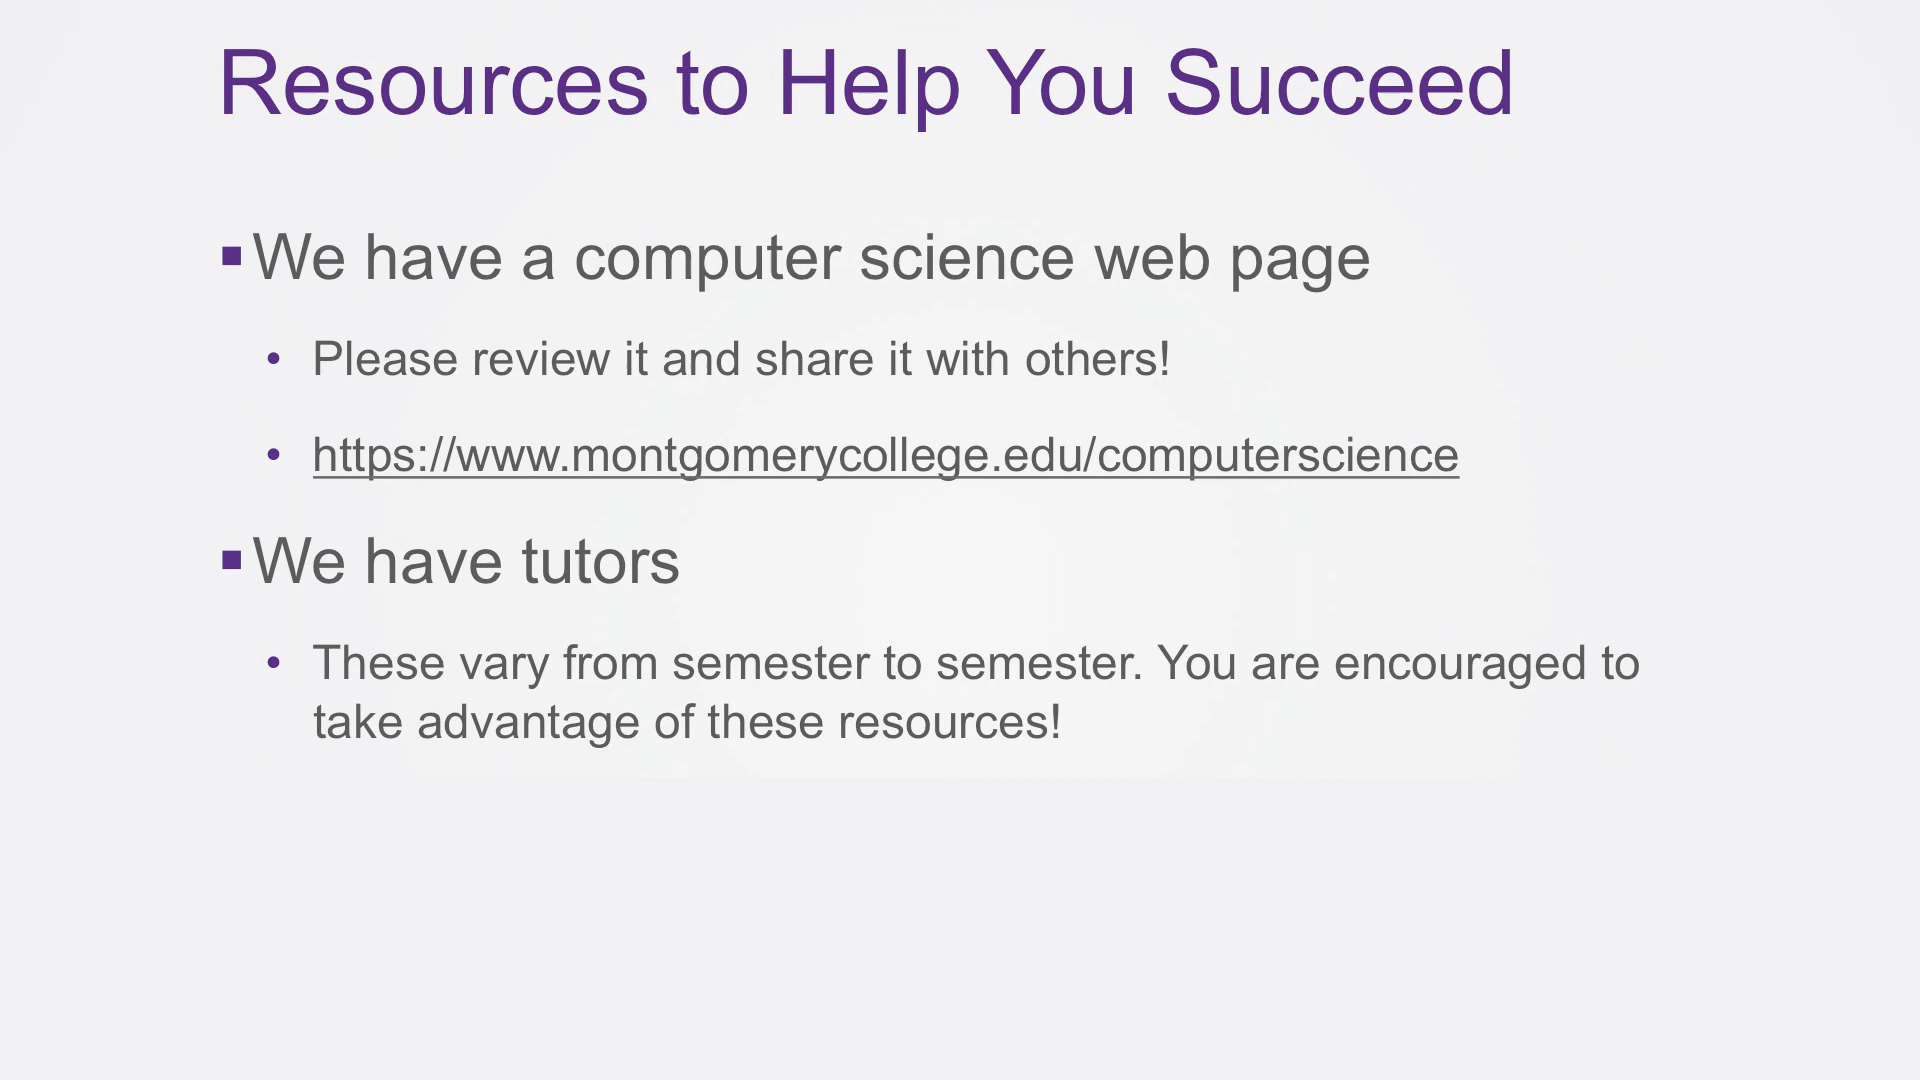 Resources to Help You Succeed
▪We have a computer science web page
• Please review it and share it with others!
• https://www.montgomerycollege.edu/computerscience
▪We have tutors
• These vary from semester to semester. You are encouraged to
take advantage of these resources!